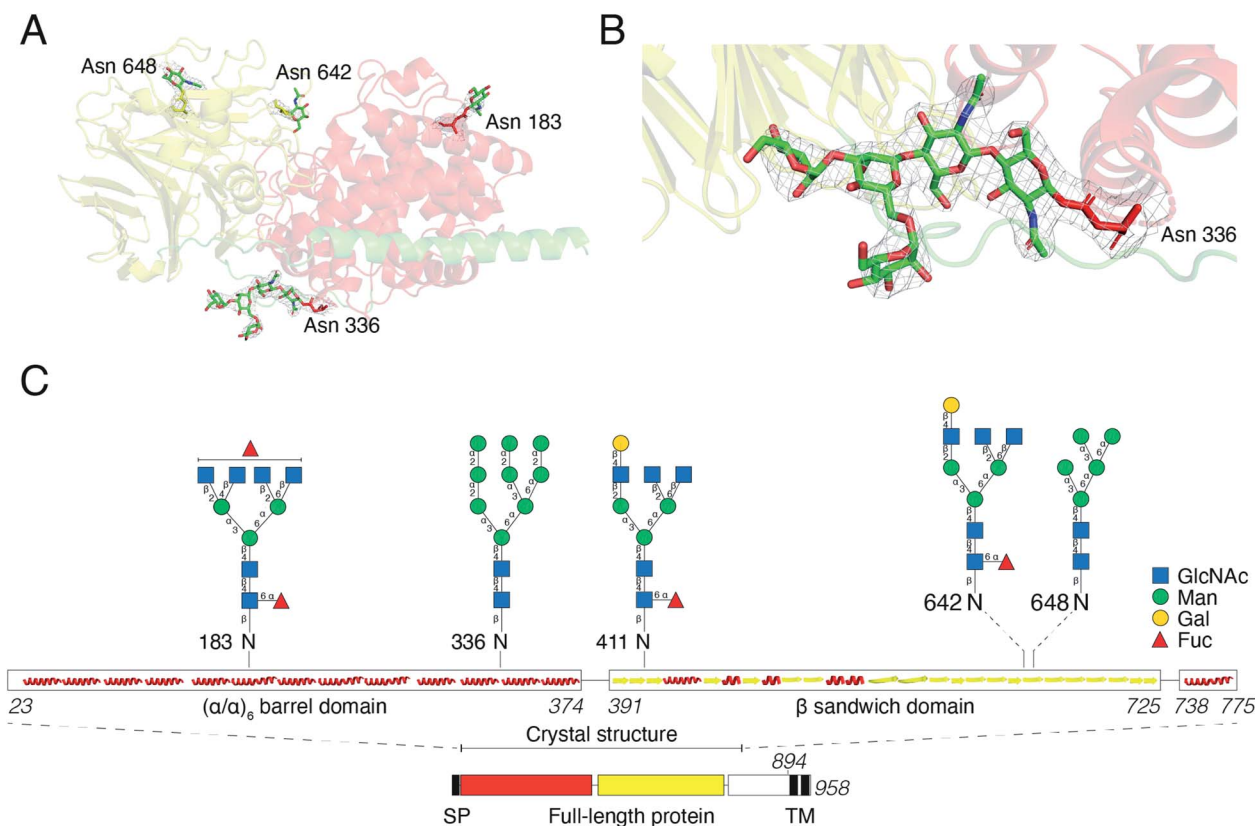 A
Asn 648
Asn 642
Asn 183
Asn 336
B
Asn 336
C
β 2 β 4 β 2 β 6
α 3 α 6
β 4
β 4
6 α
β
183 N
α 2 α 2 α 2
α 2 α 3 α 6
α 3 α 6
β 4
β 4
β
336 N
β 4
β 2 β 2 β 6
α 3 α 6
β 4
β 4
6 α
β
411 N
β 4
β 2 β 2 β 6
α 3 α 6
β 4
β 4
6 α
β
642 N
α 3 α 6
α 3 α 6
β 4
β 4
β
648 N
GlcNAc
Man
Gal
Fuc
23 (α/α)6 barrel domain 374 391 β sandwich domain 725 738 775
Crystal structure
894
958
SP Full-length protein TM